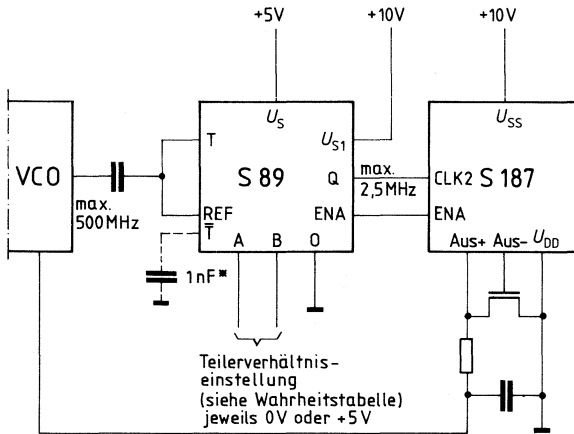 +5V
+10V
+10V
U_S
U_S1
U_SS
T
VCO
S 89
Q
max.
2,5MHz
CLK2 S 187
max.
500MHz
REF
T̅
ENA
ENA
A B O
Aus+ Aus- U_DD
1nF*
Teilerverhältnis-
einstellung
(siehe Wahrheitstabelle)
jeweils 0V oder +5V